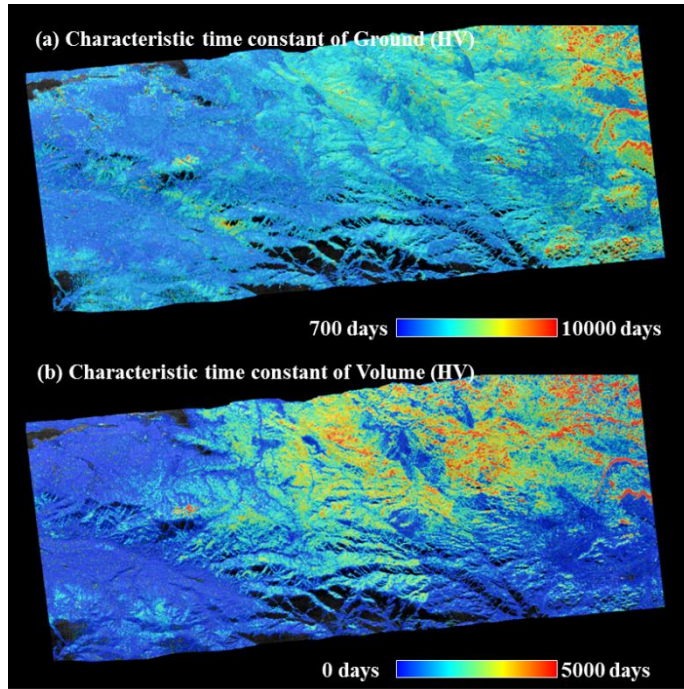 (a) Characteristic time constant of Ground (HV)
700 days 10000 days
(b) Characteristic time constant of Volume (HV)
0 days 5000 days